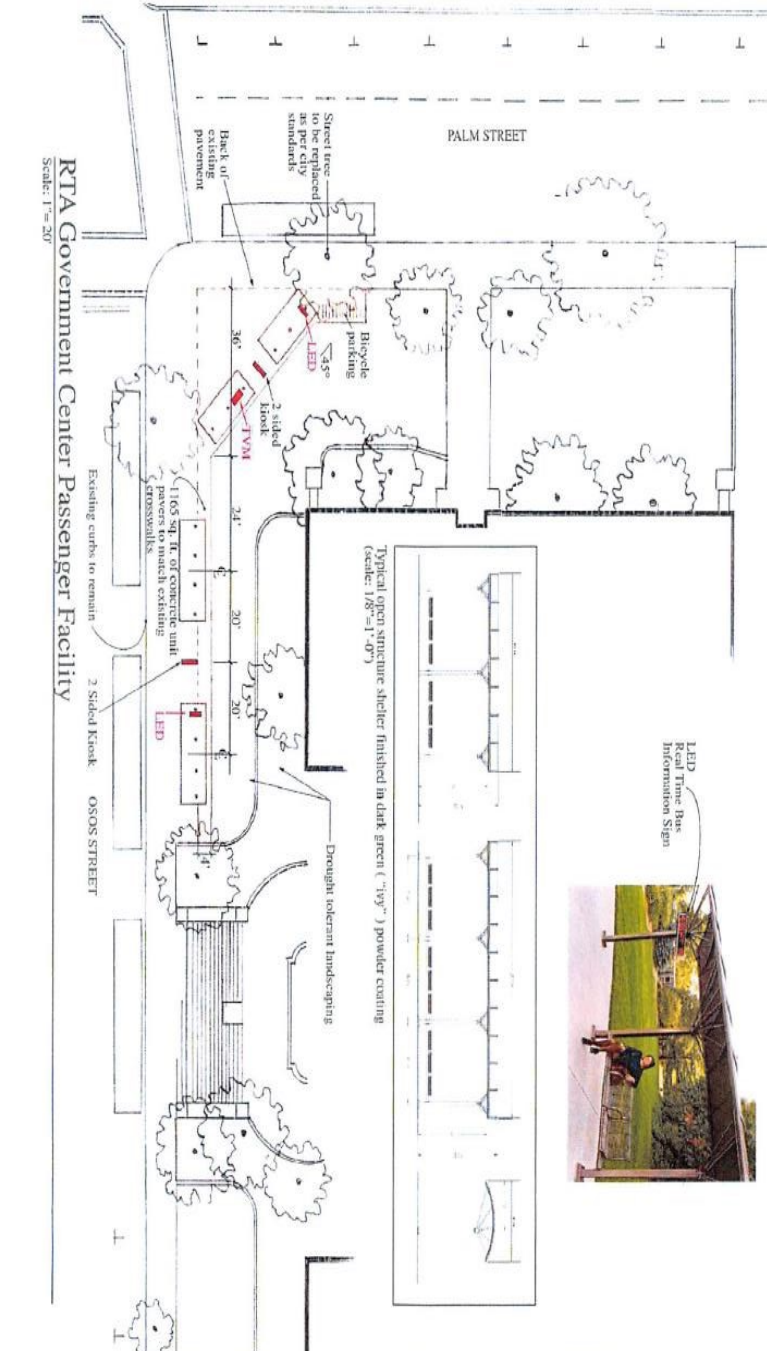 PALM STREET
Street tree
to be replaced
as per city
standards
Back of
existing
pavement
Bicycle
parking
45°
LED
2 sided
kiosk
TVM
36'
24'
20'
20'
4'
1165 sq. ft. of concrete unit
pavers to match existing
crosswalks
LED
Existing curbs to remain
2 Sided Kiosk
OSOS STREET
Drought tolerant landscaping
Typical open structure shelter finished in dark green ( "ivy" ) powder coating
(scale: 1/8"=1'-0")
LED
Real Time Bus
Information Sign
RTA Government Center Passenger Facility
Scale: 1"= 20'